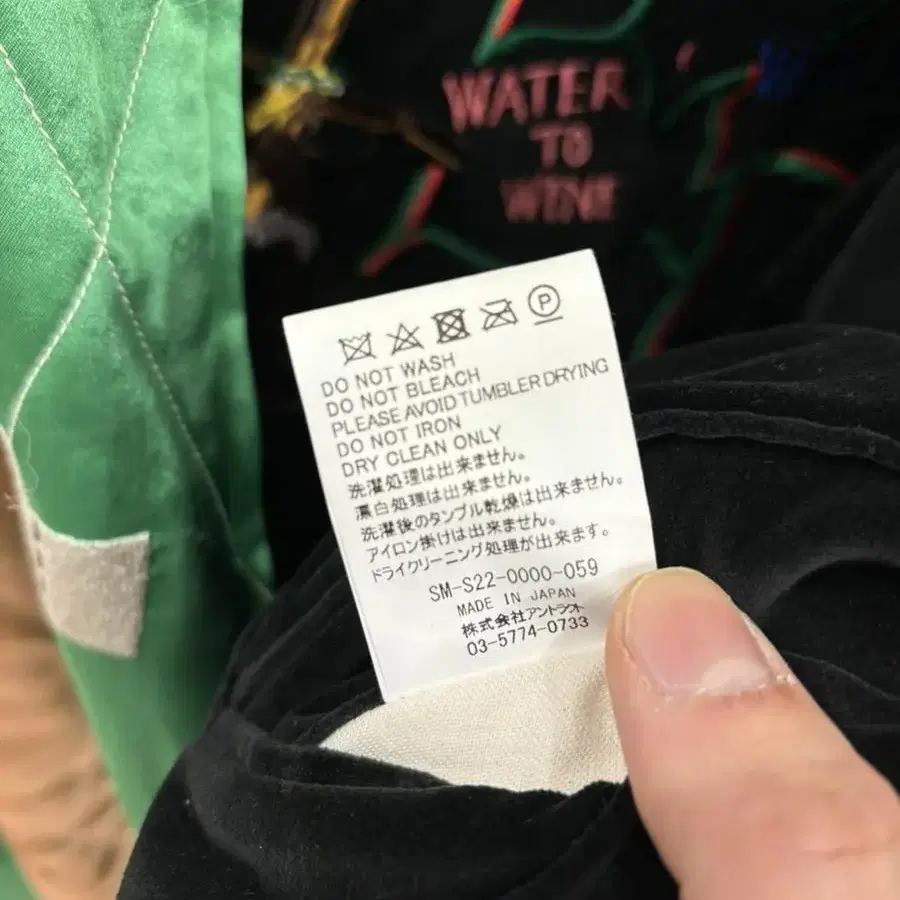 WATER
TO
WINE
P
DO NOT WASH
DO NOT BLEACH
PLEASE AVOID TUMBLER DRYING
DO NOT IRON
DRY CLEAN ONLY
洗濯処理は出来ません。
漂白処理は出来ません。
洗濯後のタンブル乾燥は出来ません。
アイロン掛けは出来ません。
ドライクリーニング処理が出来ます。
SM-S22-0000-059
MADE IN JAPAN
株式会社アントラオ
03-5774-0733